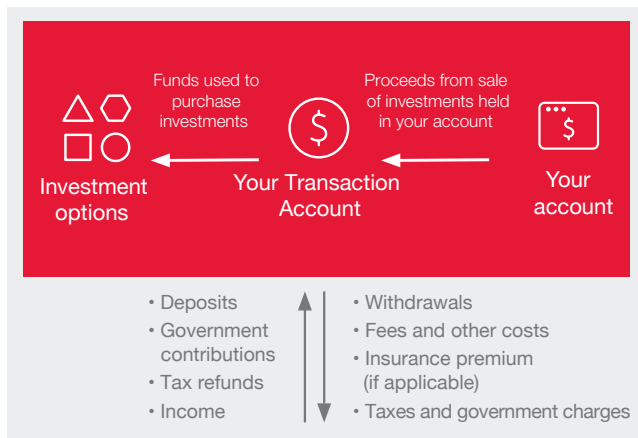 Funds used to
purchase
investments
Proceeds from sale
of investments held
in your account
$
$
Investment
options
Your Transaction
Account
Your
account
• Deposits
• Government
contributions
• Tax refunds
• Income
• Withdrawals
• Fees and other costs
• Insurance premium
(if applicable)
• Taxes and government charges